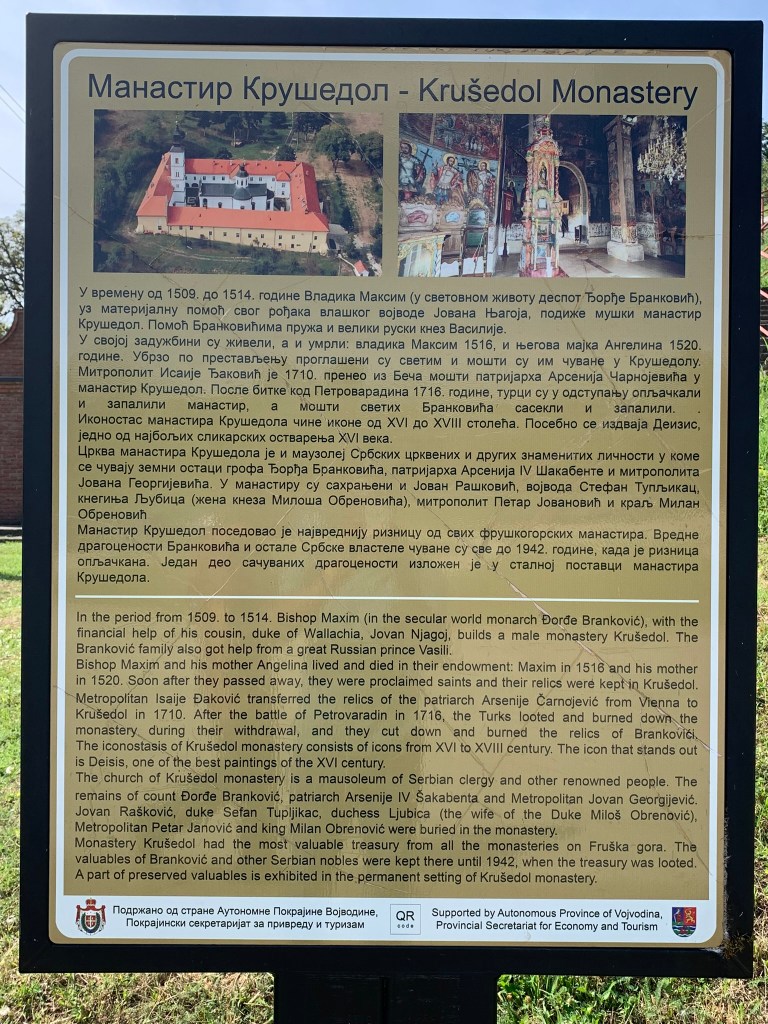 Манастир Крушедол - Krušedol Monastery
У времену од 1509. до 1514. године Владика Максим (у световном животу деспот Ђорђе Бранковић),
уз материјалну помоћ свог рођака влашког војводе Јована Његоја, подиже мушки манастир
Крушедол. Помоћ Бранковићима пружа и велики руски кнез Василије.
У својој задужбини су живели, а и умрли: владика Максим 1516, и његова мајка Ангелина 1520.
године. Убрзо по престављењу проглашени су светим и мошти су им чуване у Крушедолу.
Митрополит Исаије Ђаковић је 1710. пренео из Беча мошти патријарха Арсенија Чарнојевића у
манастир Крушедол. После битке код Петроварадина 1716. године, турци су у одступању опљачкали
и запалили манастир, а мошти светих Бранковића сасекли и запалили. .
Иконостас манастира Крушедола чине иконе од XVI до XVIII столећа. Посебно се издваја Деизис,
једно од најбољих сликарских остварења XVI века.
Црква манастира Крушедола је и маузолеј Српских црквених и других знаменитих личности у коме
се чувају земни остаци грофа Ђорђа Бранковића, патријарха Арсенија IV Шакабенте и митрополита
Јована Георгијевића. У манастиру су сахрањени и Јован Рашковић, војвода Стефан Тупљикац,
кнегиња Љубица (жена кнеза Милоша Обреновића), митрополит Петар Јовановић и краљ Милан
Обреновић
Манастир Крушедол поседовао је највреднију ризницу од свих фрушкогорских манастира. Вредне
драгоцености Бранковића и остале Србске властеле чуване су све до 1942. године, када је ризница
опљачкана. Један део сачуваних драгоцености изложен је у сталној поставци манастира
Крушедола.
In the period from 1509. to 1514. Bishop Maxim (in the secular world monarch Đorđe Branković), with the
financial help of his cousin, duke of Wallachia, Jovan Njagoj, builds a male monastery Krušedol. The
Branković family also got help from a great Russian prince Vasili.
Bishop Maxim and his mother Angelina lived and died in their endowment: Maxim in 1516 and his mother
in 1520. Soon after they passed away, they were proclaimed saints and their relics were kept in Krušedol.
Metropolitan Isaije Đaković transferred the relics of the patriarch Arsenije Čarnojević from Vienna to
Krušedol in 1710. After the battle of Petrovaradin in 1716, the Turks looted and burned down the
monastery during their withdrawal, and they cut down and burned the relics of Brankovići.
The iconostasis of Krušedol monastery consists of icons from XVI to XVIII century. The icon that stands out
is Deisis, one of the best paintings of the XVI century.
The church of Krušedol monastery is a mausoleum of Serbian clergy and other renowned people. The
remains of count Đorđe Branković, patriarch Arsenije IV Šakabenta and Metropolitan Jovan Georgijević.
Jovan Rašković, duke Sefan Tupljikac, duchess Ljubica (the wife of the Duke Miloš Obrenović),
Metropolitan Petar Janović and king Milan Obrenović were buried in the monastery.
Monastery Krušedol had the most valuable treasury from all the monasteries on Fruška gora. The
valuables of Branković and other Serbian nobles were kept there until 1942, when the treasury was looted.
A part of preserved valuables is exhibited in the permanent setting of Krušedol monastery.
Подржано од стране Аутономне Покрајине Војводине,
Покрајински секретаријат за привреду и туризам
QR
code
Supported by Autonomous Province of Vojvodina,
Provincial Secretariat for Economy and Tourism